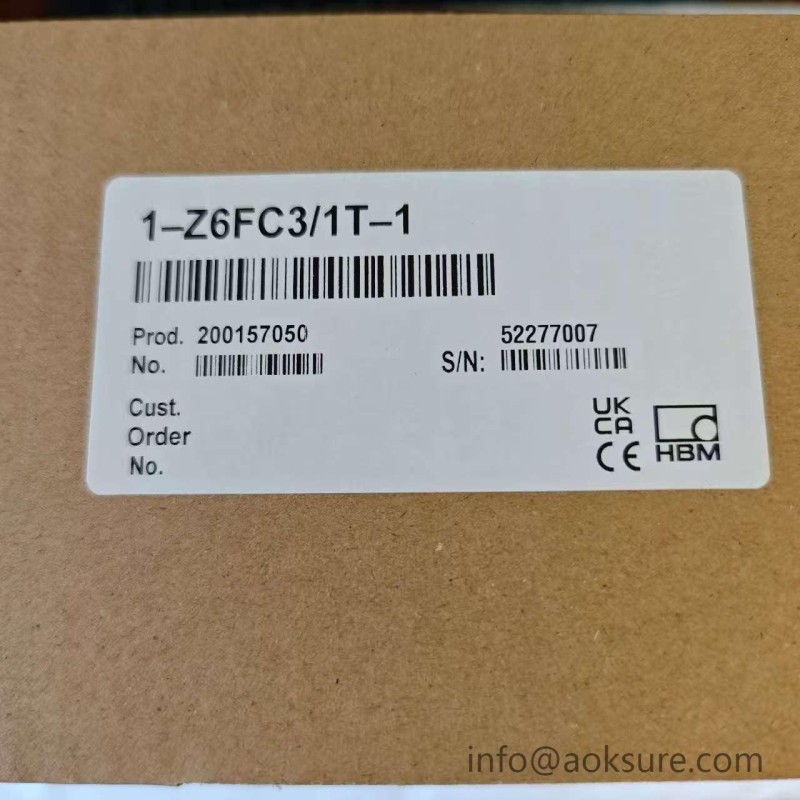 1–Z6FC3/1T–1
Prod. 200157050
No.
52277007
S/N:
Cust.
Order
No.
UK
CA
CE
HBM
info@aoksure.com